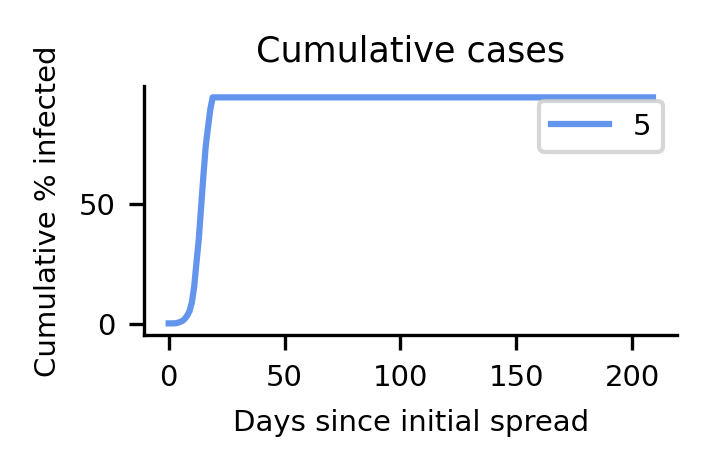 Cumulative cases
Cumulative % infected
50
0
5
0 50 100 150 200
Days since initial spread